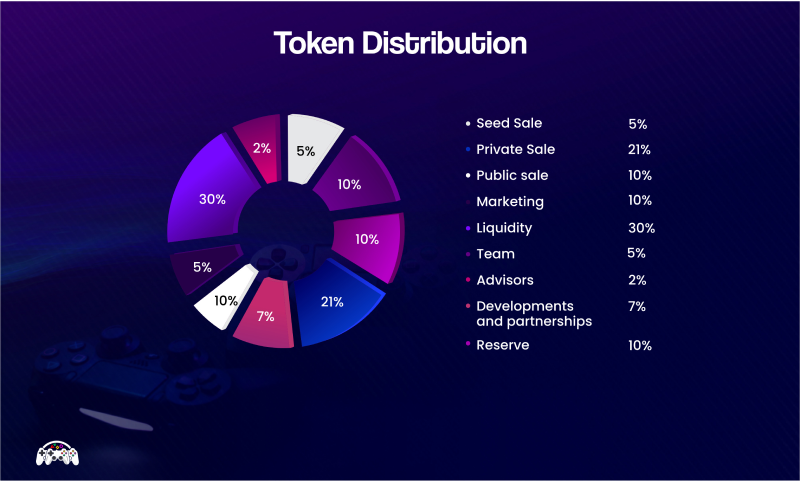 Token Distribution
2%
5%
10%
30%
10%
5%
10%
21%
7%
Seed Sale 5%
Private Sale 21%
Public sale 10%
Marketing 10%
Liquidity 30%
Team 5%
Advisors 2%
Developments 7%
and partnerships
Reserve 10%